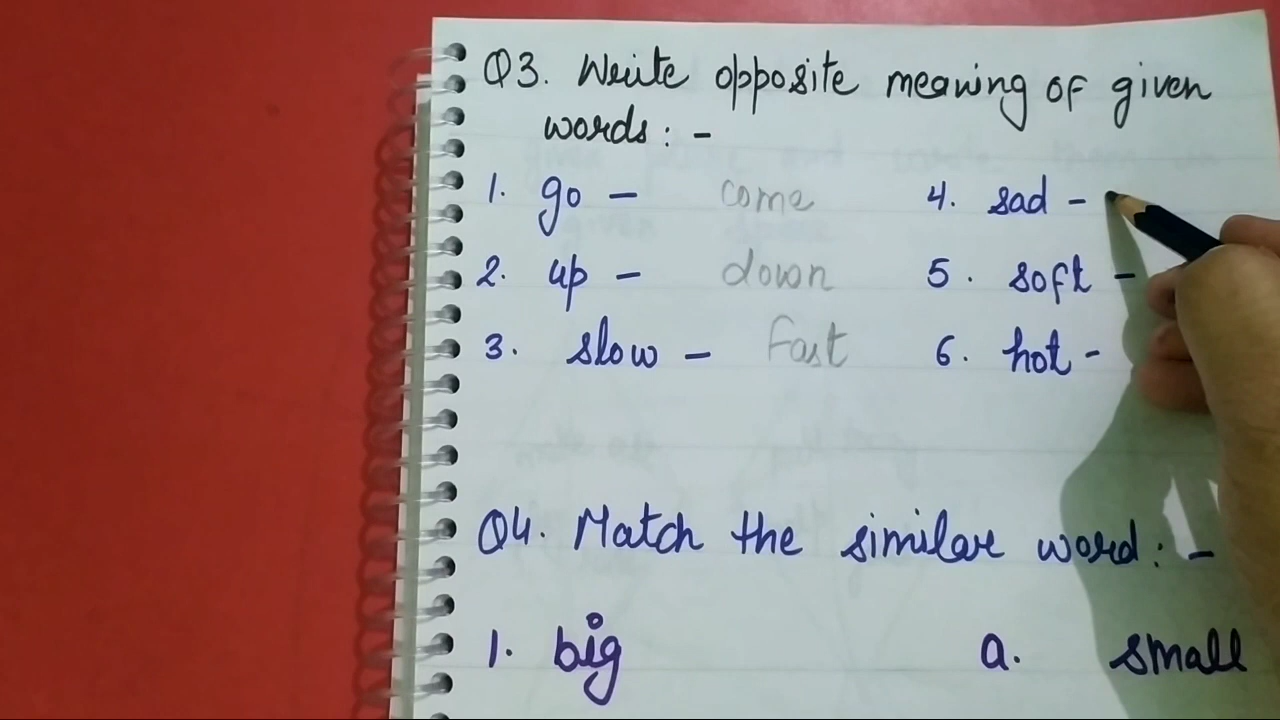 Q3. Write opposite meaning of given
words: -
1. go - come 4. sad -
2. up - down 5. soft -
3. slow - Fast 6. hot -
Q4. Match the similar word: -
1. big a. small